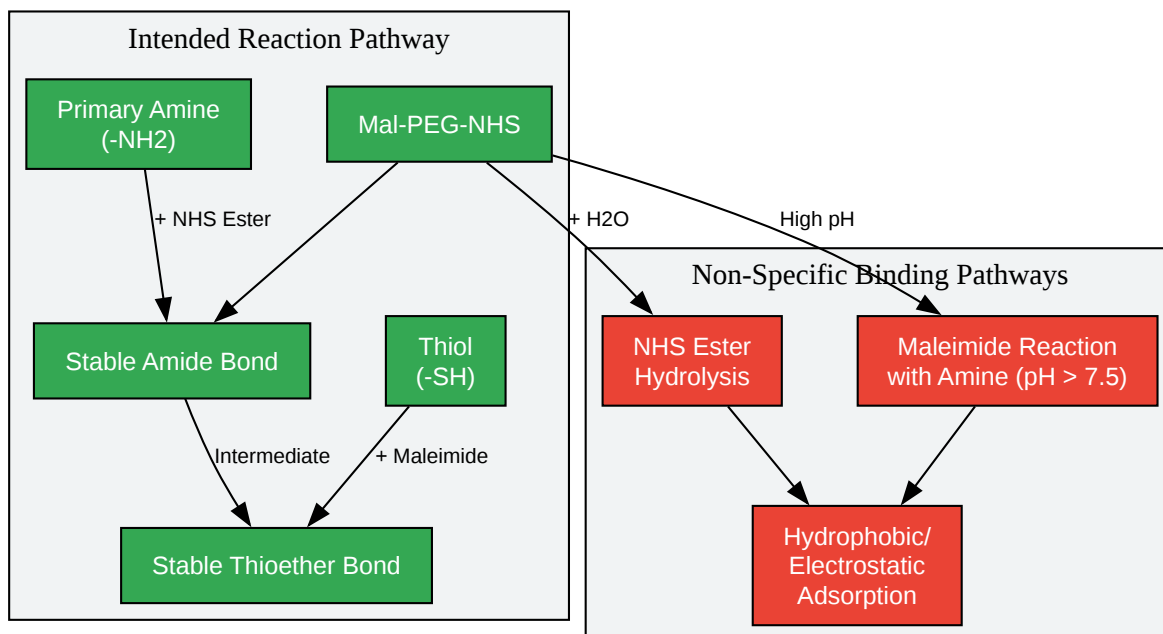 Intended Reaction Pathway
Primary Amine
(-NH2)
Mal-PEG-NHS
+ NHS Ester
+ H2O
High pH
Non-Specific Binding Pathways
Stable Amide Bond
Thiol
(-SH)
NHS Ester
Hydrolysis
Maleimide Reaction
with Amine (pH > 7.5)
Intermediate
+ Maleimide
Stable Thioether Bond
Hydrophobic/
Electrostatic
Adsorption